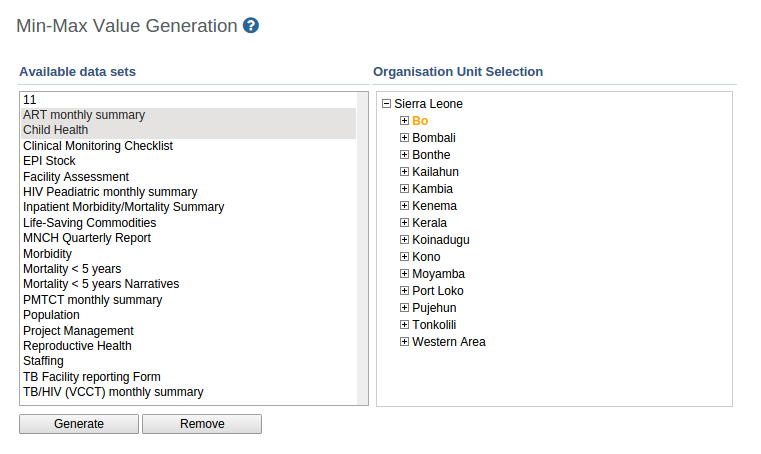 Min-Max Value Generation ?
Available data sets
11
ART monthly summary
Child Health
Clinical Monitoring Checklist
EPI Stock
Facility Assessment
HIV Peadiatric monthly summary
Inpatient Morbidity/Mortality Summary
Life-Saving Commodities
MNCH Quarterly Report
Morbidity
Mortality < 5 years
Mortality < 5 years Narratives
PMTCT monthly summary
Population
Project Management
Reproductive Health
Staffing
TB Facility reporting Form
TB/HIV (VCCT) monthly summary
Generate
Remove
Organisation Unit Selection
Sierra Leone
Bo
Bombali
Bonthe
Kailahun
Kambia
Kenema
Kerala
Koinadugu
Kono
Moyamba
Port Loko
Pujehun
Tonkolili
Western Area